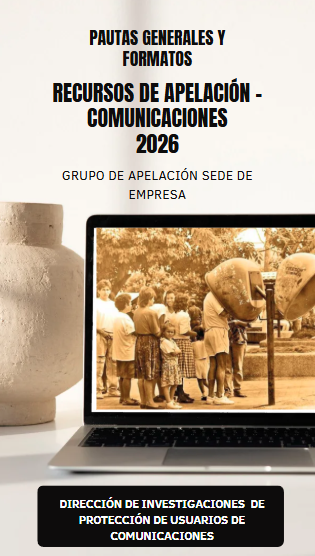 PAUTAS GENERALES Y
FORMATOS
RECURSOS DE APELACIÓN -
COMUNICACIONES
2026
GRUPO DE APELACIÓN SEDE DE
EMPRESA
DIRECCIÓN DE INVESTIGACIONES DE
PROTECCIÓN DE USUARIOS DE
COMUNICACIONES